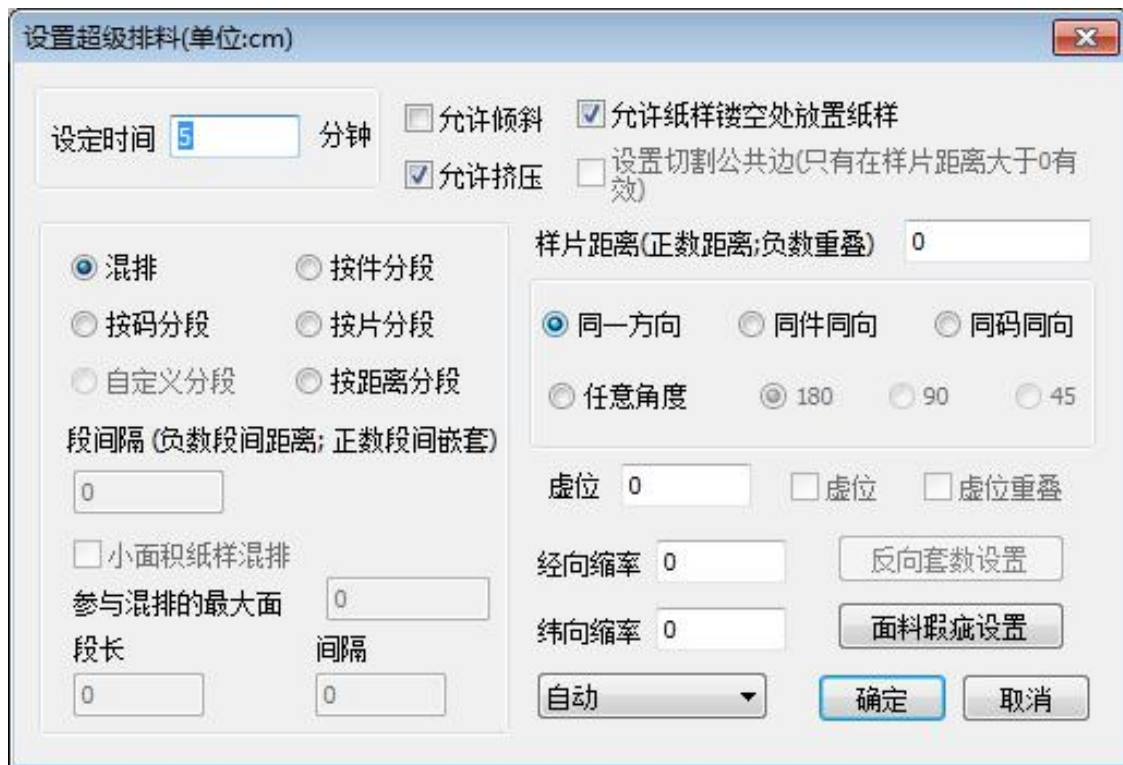 设置超级排料(单位:cm)
设定时间 5 分钟
允许倾斜
允许纸样镂空处放置纸样
允许挤压
设置切割公共边(只有在样片距离大于0有
效)
混排
按件分段
按码分段
按片分段
自定义分段
按距离分段
段间隔 (负数段间距离; 正数段间嵌套)
0
小面积纸样混排
参与混排的最大面 0
段长 间隔
0 0
样片距离(正数距离;负数重叠) 0
同一方向 同件同向 同码同向
任意角度 180 90 45
虚位 0 虚位 虚位重叠
经向缩率 0 反向套数设置
纬向缩率 0 面料瑕疵设置
自动 确定 取消